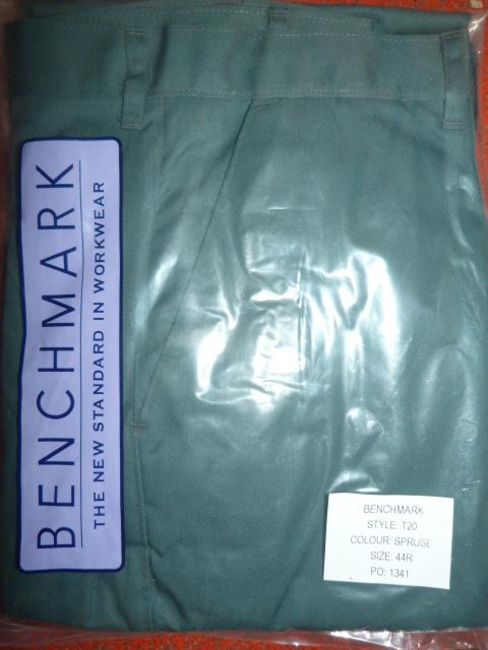 BENCHMARK
THE NEW STANDARD IN WORKWEAR
BENCHMARK
STYLE: T20
COLOUR: SPRUSE
SIZE: 44R
PO: 1341